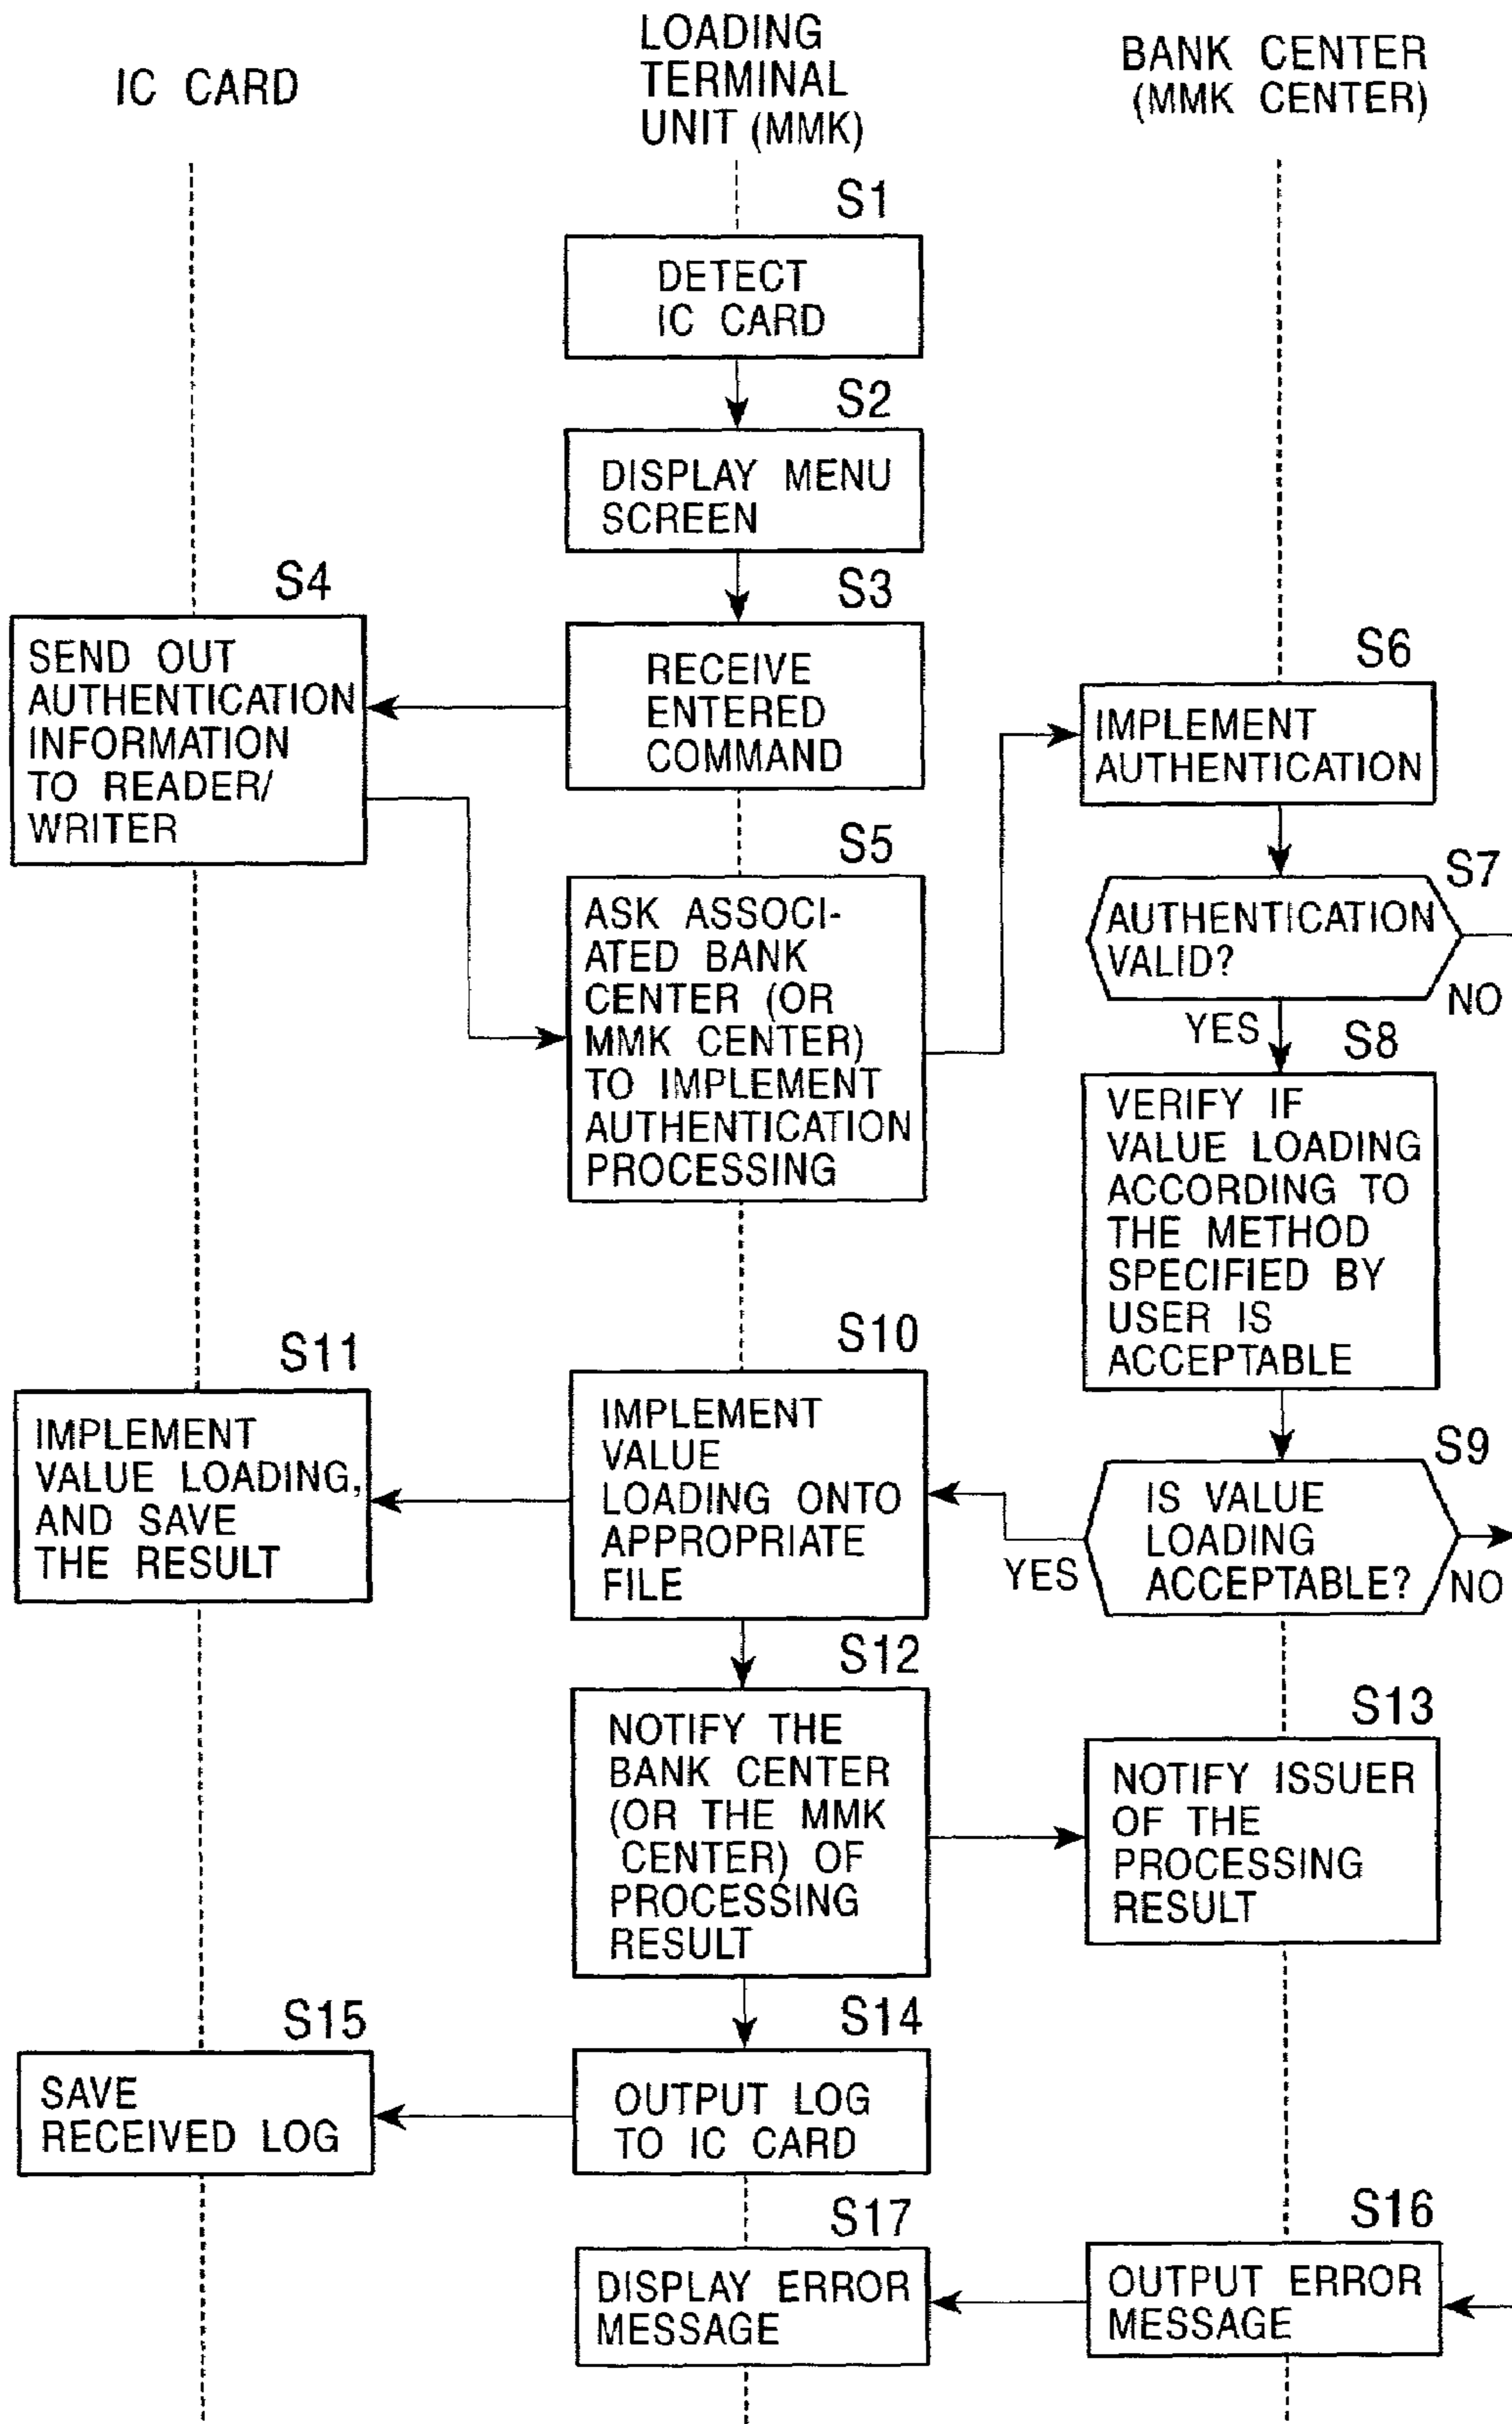 IC CARD
LOADING
TERMINAL
UNIT (MMK)
BANK CENTER
(MMK CENTER)
S1
DETECT
IC CARD
S2
DISPLAY MENU
SCREEN
S3
RECEIVE
ENTERED
COMMAND
S4
SEND OUT
AUTHENTICATION
INFORMATION
TO READER/
WRITER
S5
ASK ASSOCI-
ATED BANK
CENTER (OR
MMK CENTER)
TO IMPLEMENT
AUTHENTICATION
PROCESSING
S6
IMPLEMENT
AUTHENTICATION
S7
AUTHENTICATION
VALID?
NO
YES
S8
VERIFY IF
VALUE LOADING
ACCORDING TO
THE METHOD
SPECIFIED BY
USER IS
ACCEPTABLE
S9
IS VALUE
LOADING
ACCEPTABLE?
YES
NO
S10
IMPLEMENT
VALUE
LOADING ONTO
APPROPRIATE
FILE
S11
IMPLEMENT
VALUE LOADING,
AND SAVE
THE RESULT
S12
NOTIFY THE
BANK CENTER
(OR THE MMK
CENTER) OF
PROCESSING
RESULT
S13
NOTIFY ISSUER
OF THE
PROCESSING
RESULT
S14
OUTPUT LOG
TO IC CARD
S15
SAVE
RECEIVED LOG
S16
OUTPUT ERROR
MESSAGE
S17
DISPLAY ERROR
MESSAGE